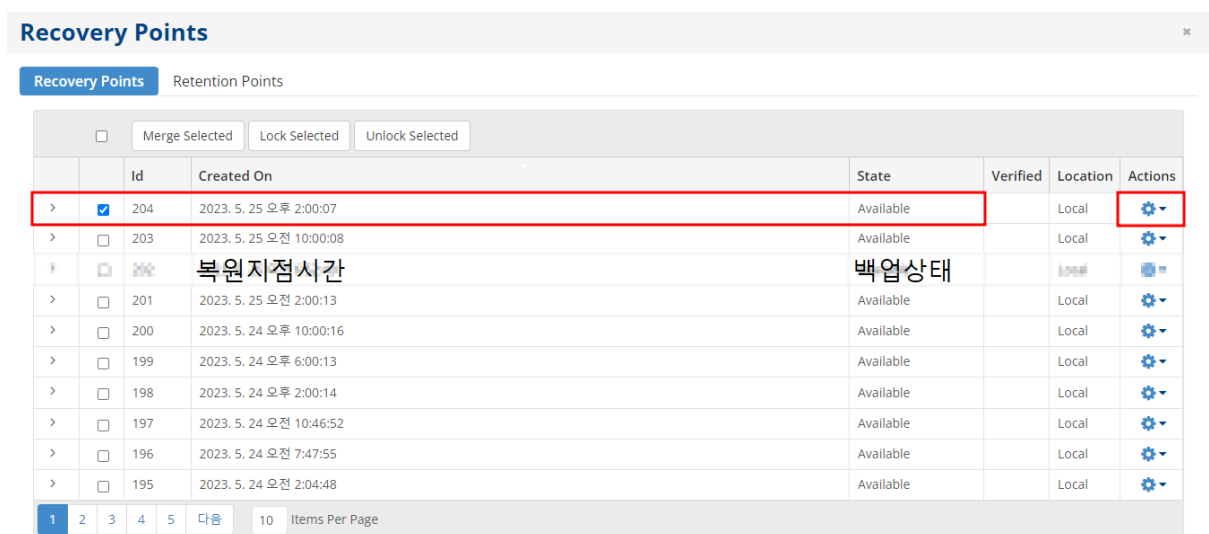 Recovery Points
Recovery Points Retention Points
Merge Selected Lock Selected Unlock Selected
Id Created On State Verified Location Actions
204 2023. 5. 25 오후 2:00:07 Available Local
203 2023. 5. 25 오전 10:00:08 Available Local
복원지점시간 백업상태
201 2023. 5. 25 오전 2:00:13 Available Local
200 2023. 5. 24 오후 10:00:16 Available Local
199 2023. 5. 24 오후 6:00:13 Available Local
198 2023. 5. 24 오후 2:00:14 Available Local
197 2023. 5. 24 오전 10:46:52 Available Local
196 2023. 5. 24 오전 7:47:55 Available Local
195 2023. 5. 24 오전 2:04:48 Available Local
1 2 3 4 5 다음 10 Items Per Page